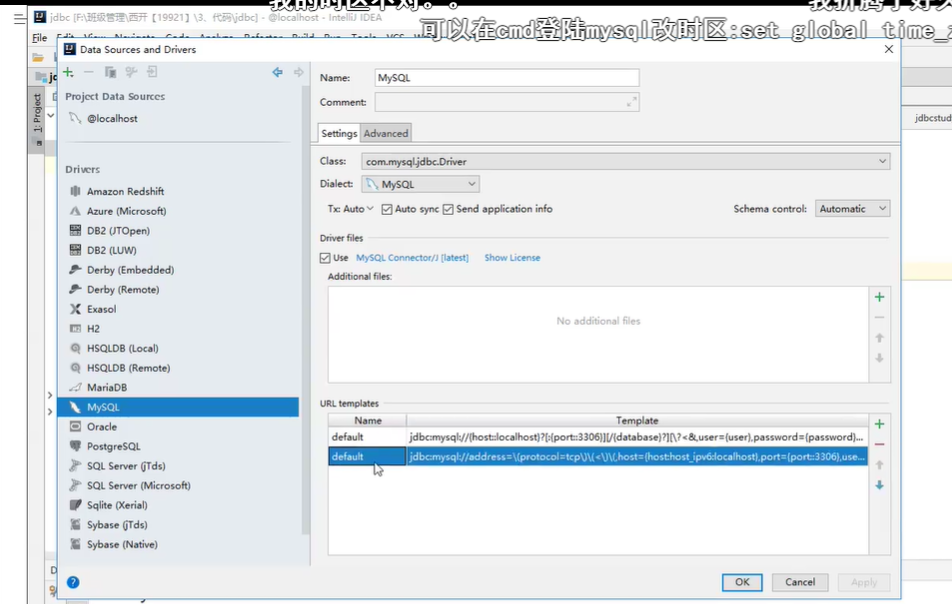 我的时区不对。。
jdbc [F:\班级管理\西开【19921】\3、代码\jdbc] - @localhost - IntelliJ IDEA
可以在cmd登陆mysql改时区:set global time_
File Edit View Navigate Code Analyze Refactor Build Run Tools VCS
Data Sources and Drivers
Project Data Sources
@localhost
Drivers
Amazon Redshift
Azure (Microsoft)
DB2 (JTOpen)
DB2 (LUW)
Derby (Embedded)
Derby (Remote)
Exasol
H2
HSQLDB (Local)
HSQLDB (Remote)
MariaDB
MySQL
Oracle
PostgreSQL
SQL Server (jTds)
SQL Server (Microsoft)
Sqlite (Xerial)
Sybase (jTds)
Sybase (Native)
Name: MySQL
Comment:
Settings Advanced
Class: com.mysql.jdbc.Driver
Dialect: MySQL
Tx: Auto Auto sync Send application info Schema control: Automatic
Driver files
Use MySQL Connector/J [latest] Show License
Additional files:
No additional files
URL templates
Name Template
default jdbc:mysql://{host::localhost}?[:{port::3306}][/{database}?][\?<&,user={user},password={password}...
default jdbc:mysql://address=\(protocol=tcp\)\(<\)\(,host={host:host_ipv6:localhost},port={port::3306},use...
OK Cancel Apply
1: Project
jdbcstud